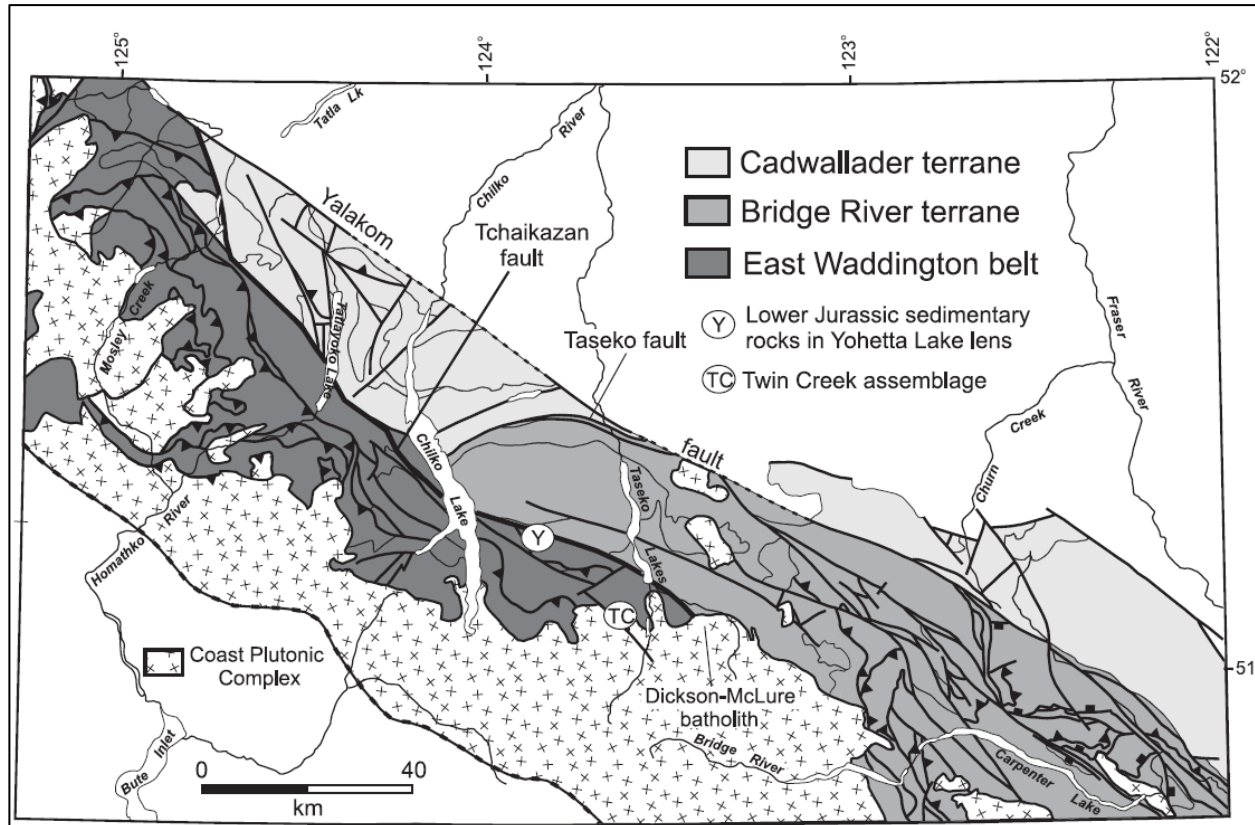 125°
124°
123°
122°
52°
Tatla Lk
Chilko
River
Cadwallader terrane
Bridge River terrane
East Waddington belt
Y
Lower Jurassic sedimentary
rocks in Yohetta Lake lens
TC
Twin Creek assemblage
Yalakom
fault
Tchaikazan
fault
Taseko fault
Fraser
River
Churn
Creek
Mosley
Creek
Tatlayoko Lake
Chilko
Lake
Taseko
Lakes
Y
TC
Homathko
River
51°
Coast Plutonic
Complex
Dickson-McLure
batholith
Bridge
River
Carpenter
Lake
Bute
Inlet
0
40
km